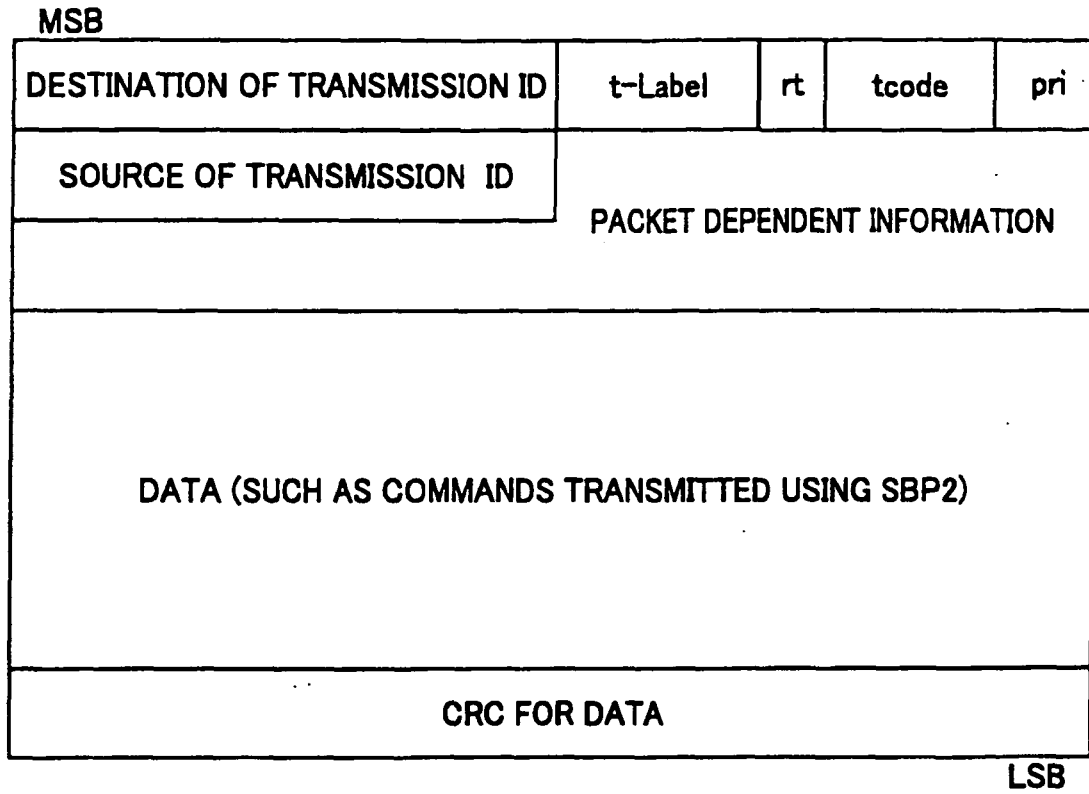 MSB
DESTINATION OF TRANSMISSION ID t-Label rt tcode pri
SOURCE OF TRANSMISSION ID
PACKET DEPENDENT INFORMATION
DATA (SUCH AS COMMANDS TRANSMITTED USING SBP2)
CRC FOR DATA
LSB